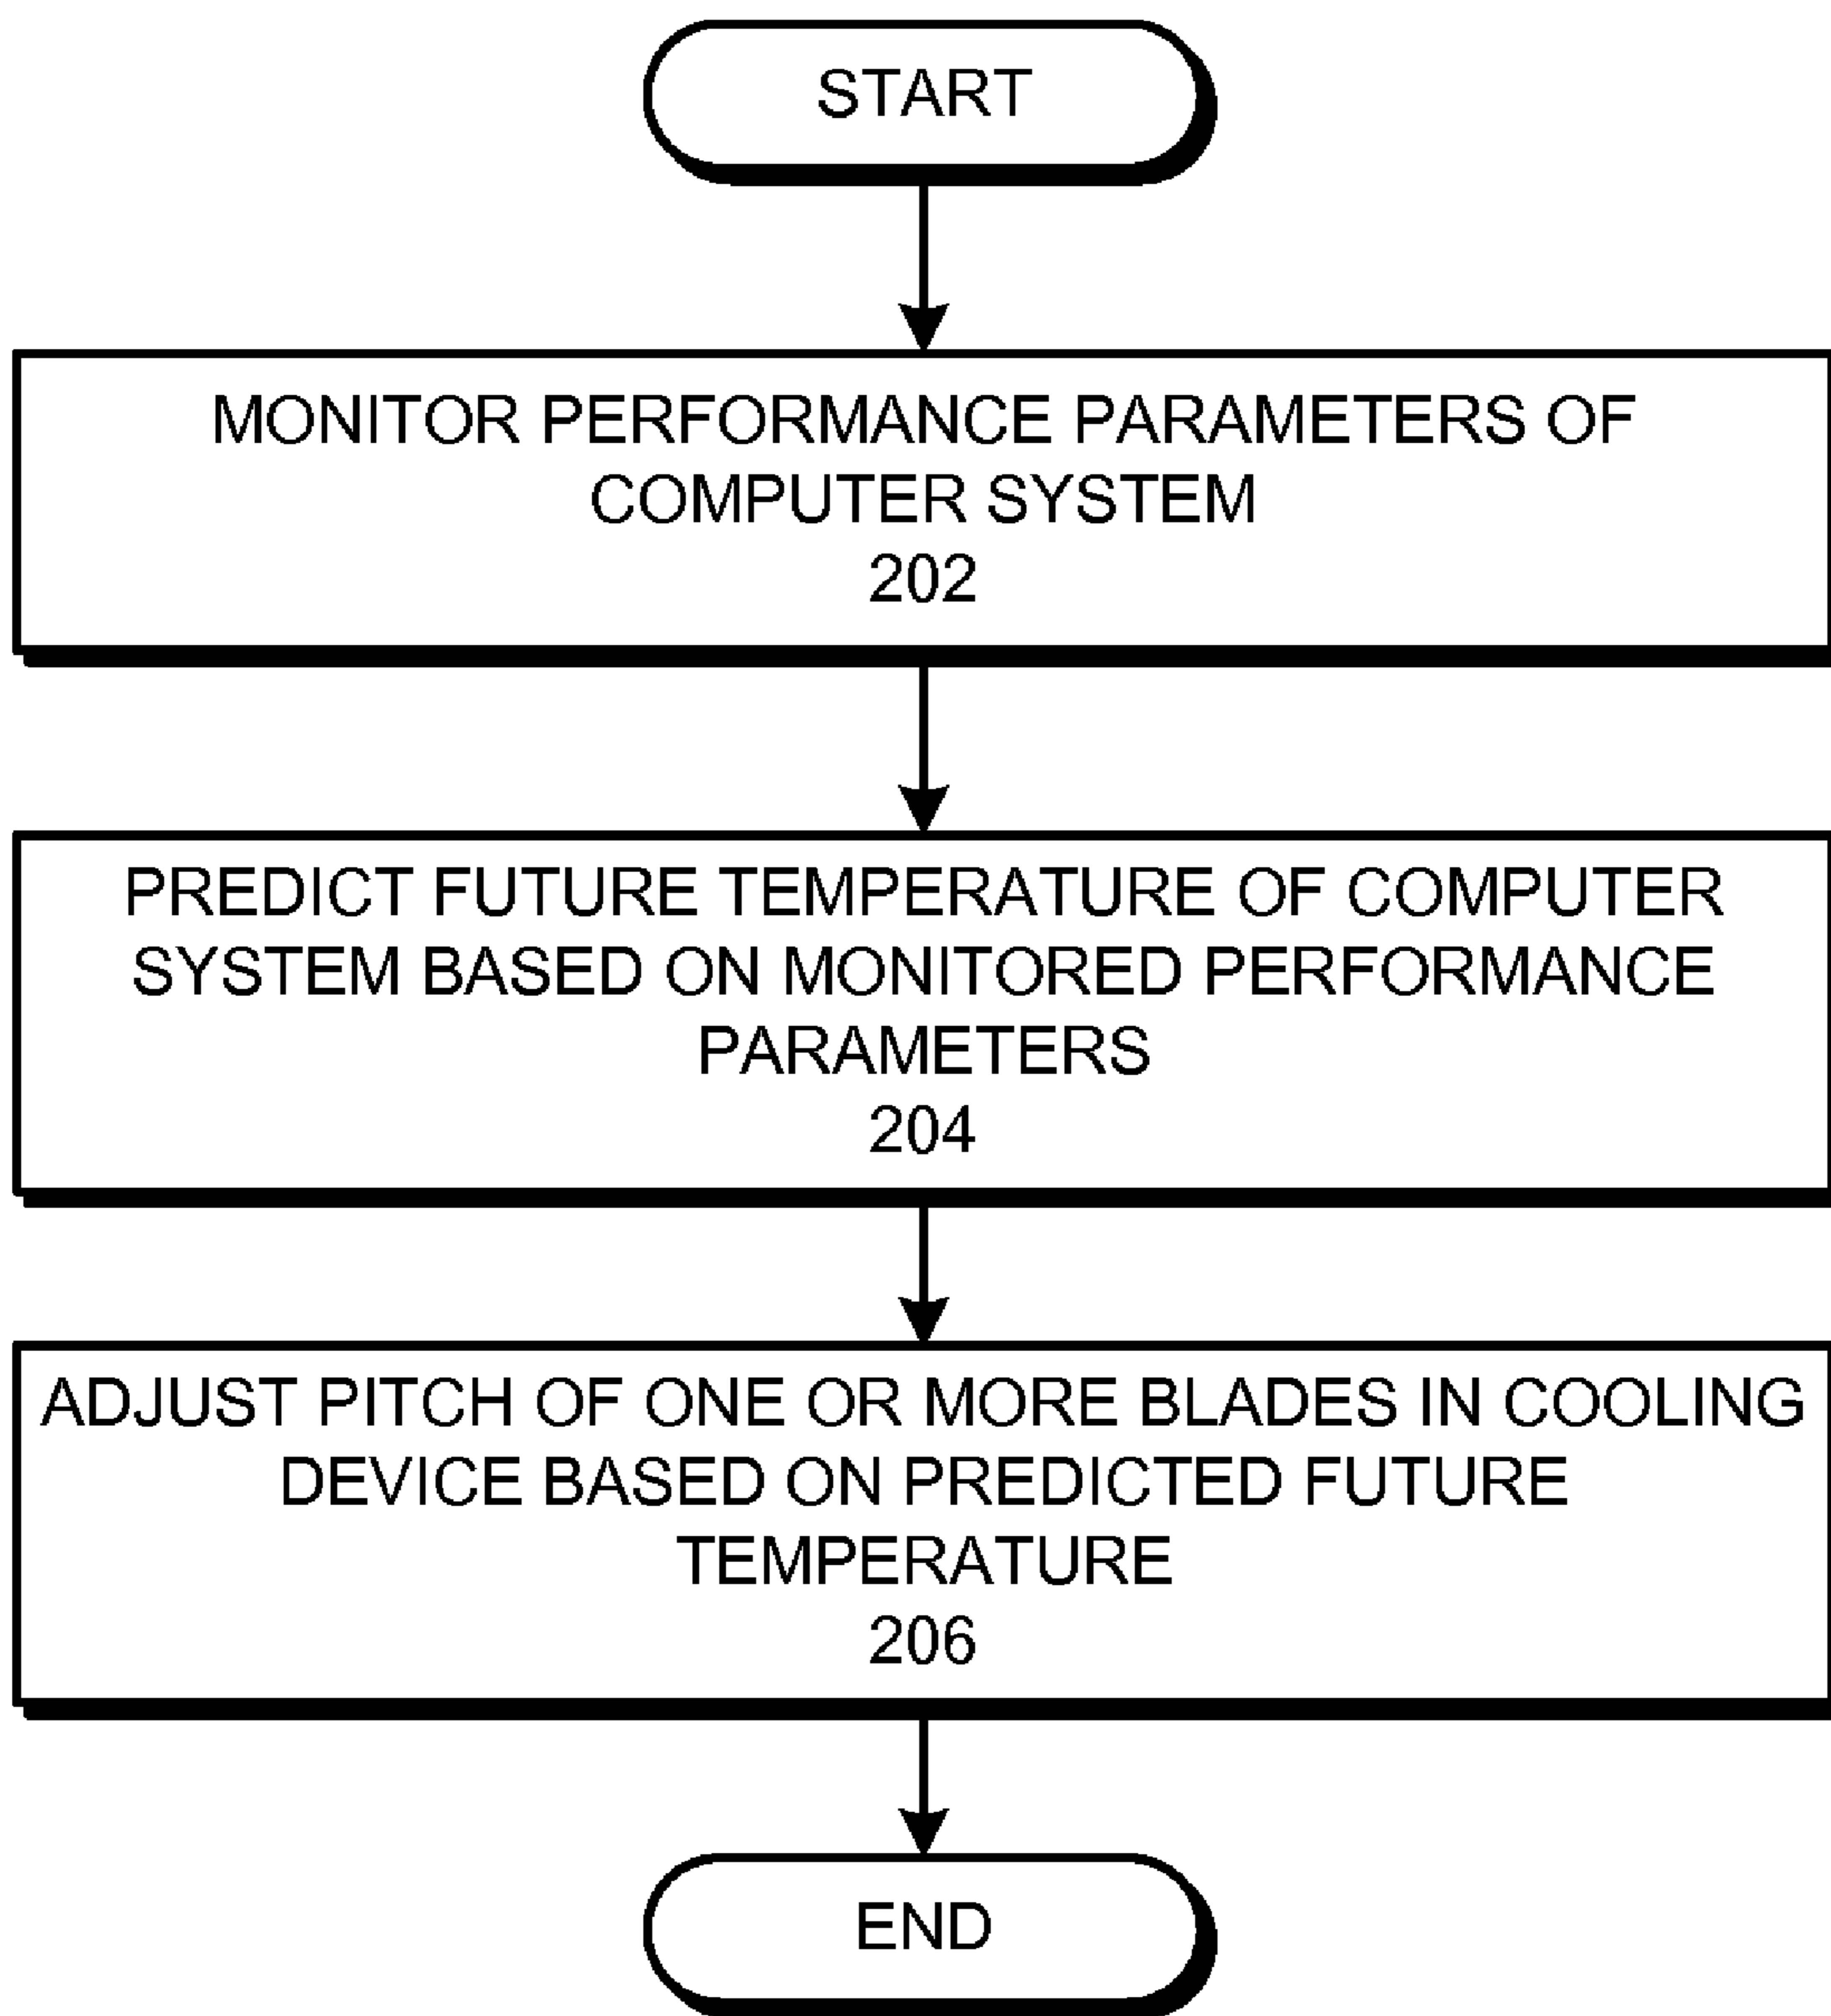 START
MONITOR PERFORMANCE PARAMETERS OF
COMPUTER SYSTEM
202
PREDICT FUTURE TEMPERATURE OF COMPUTER
SYSTEM BASED ON MONITORED PERFORMANCE
PARAMETERS
204
ADJUST PITCH OF ONE OR MORE BLADES IN COOLING
DEVICE BASED ON PREDICTED FUTURE
TEMPERATURE
206
END